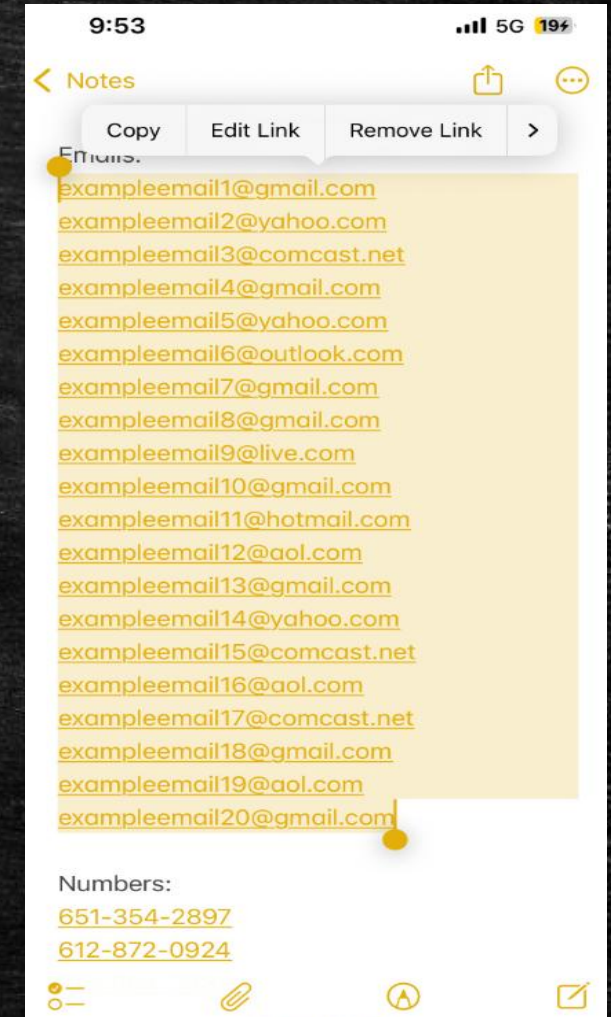 9:53
5G 19
Notes
Copy Edit Link Remove Link >
Emails:
exampleemail1@gmail.com
exampleemail2@yahoo.com
exampleemail3@comcast.net
exampleemail4@gmail.com
exampleemail5@yahoo.com
exampleemail6@outlook.com
exampleemail7@gmail.com
exampleemail8@gmail.com
exampleemail9@live.com
exampleemail10@gmail.com
exampleemail11@hotmail.com
exampleemail12@aol.com
exampleemail13@gmail.com
exampleemail14@yahoo.com
exampleemail15@comcast.net
exampleemail16@aol.com
exampleemail17@comcast.net
exampleemail18@gmail.com
exampleemail19@aol.com
exampleemail20@gmail.com
Numbers:
651-354-2897
612-872-0924